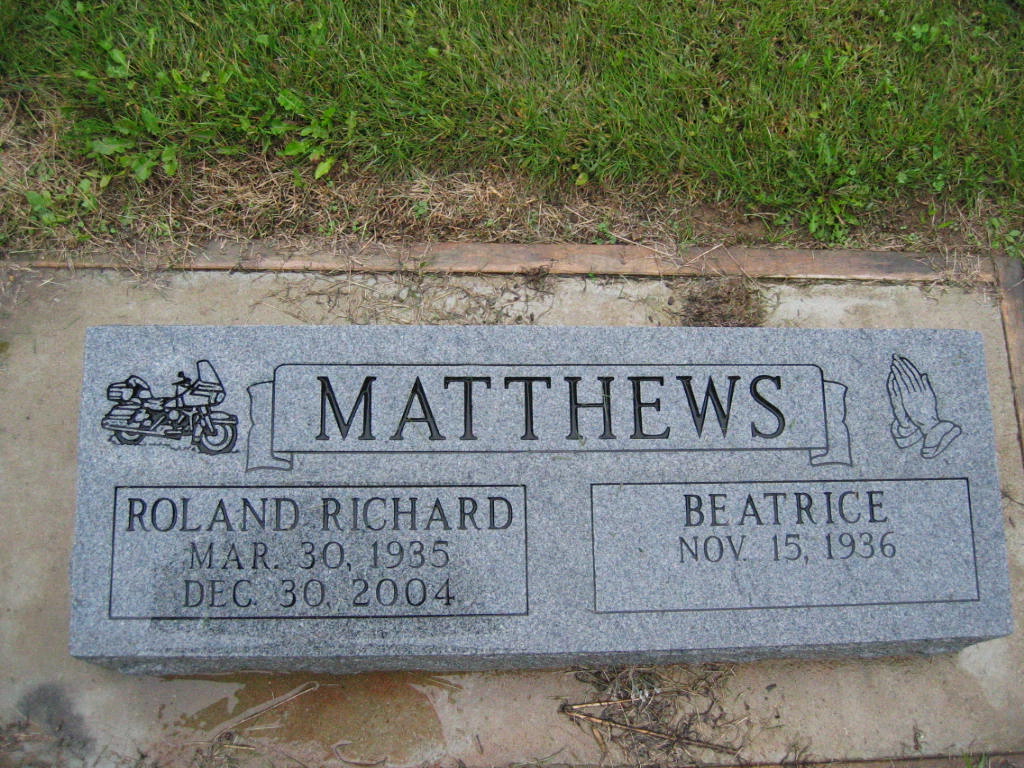 MATTHEWS
ROLAND RICHARD
MAR. 30, 1935
DEC. 30, 2004
BEATRICE
NOV. 15, 1936